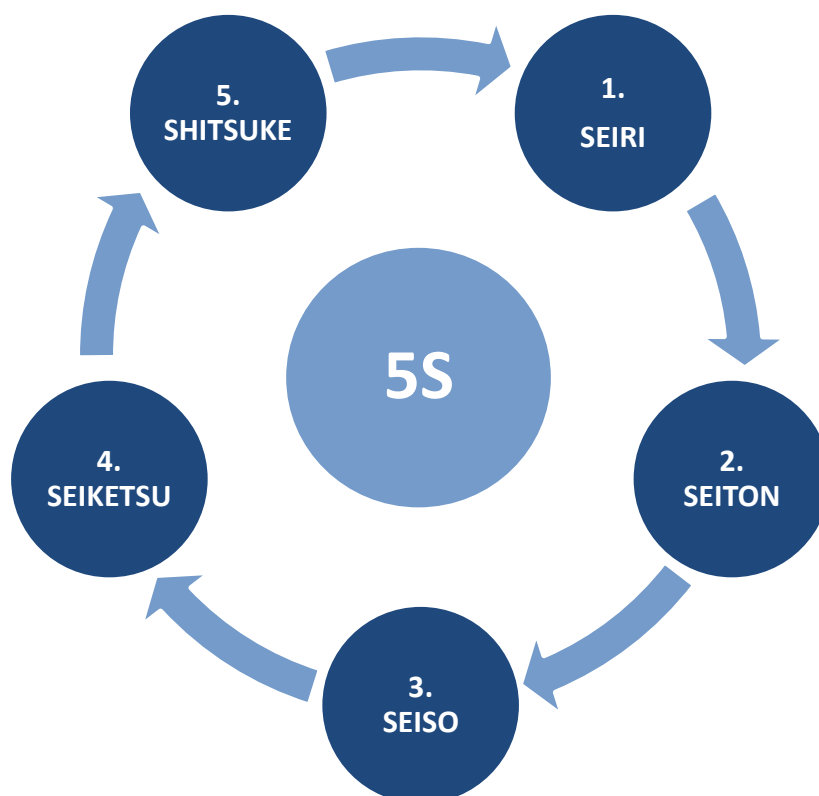 5S
1.
SEIRI
2.
SEITON
3.
SEISO
4.
SEIKETSU
5.
SHITSUKE